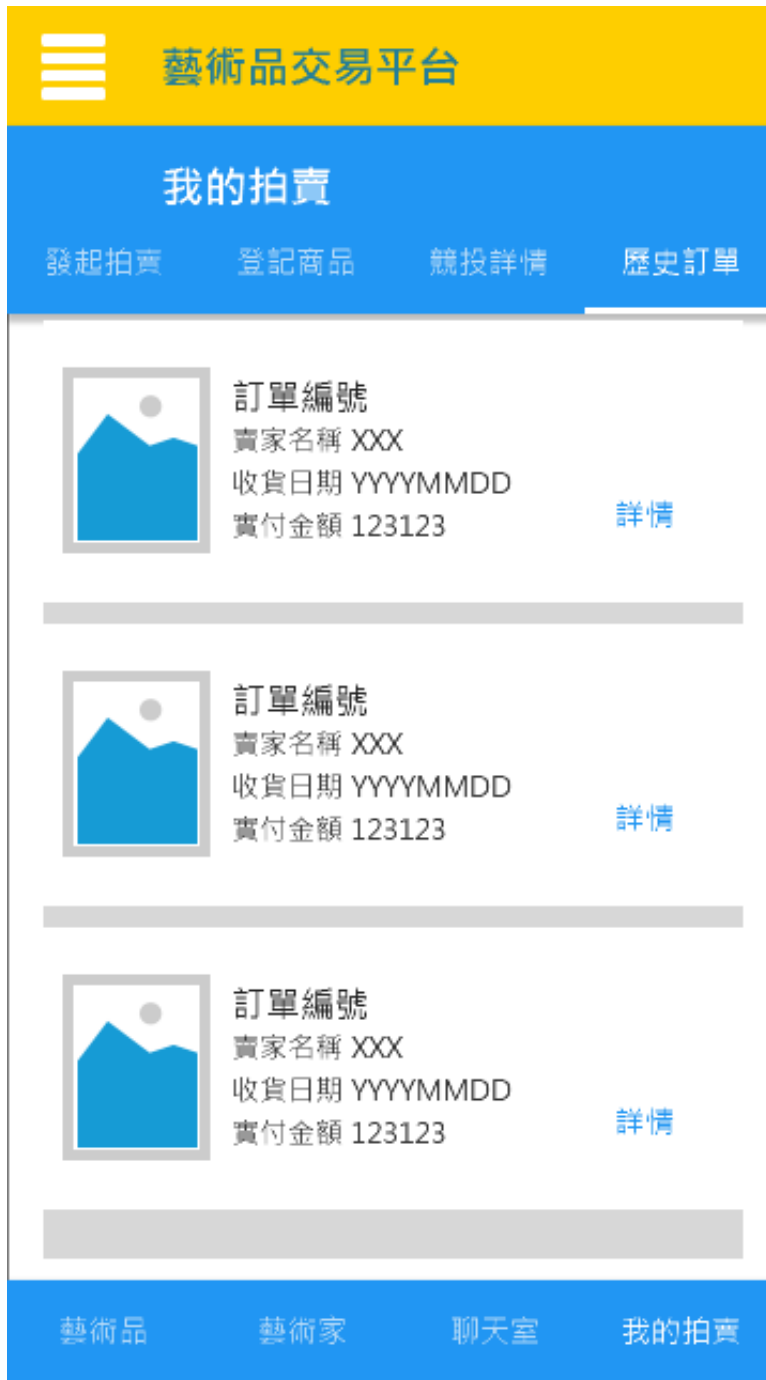 藝術品交易平台
我的拍賣
發起拍賣 登記商品 競投詳情 歷史訂單
訂單編號
賣家名稱 XXX
收貨日期 YYYYMMDD
實付金額 123123
詳情
訂單編號
賣家名稱 XXX
收貨日期 YYYYMMDD
實付金額 123123
詳情
訂單編號
賣家名稱 XXX
收貨日期 YYYYMMDD
實付金額 123123
詳情
藝術品 藝術家 聊天室 我的拍賣